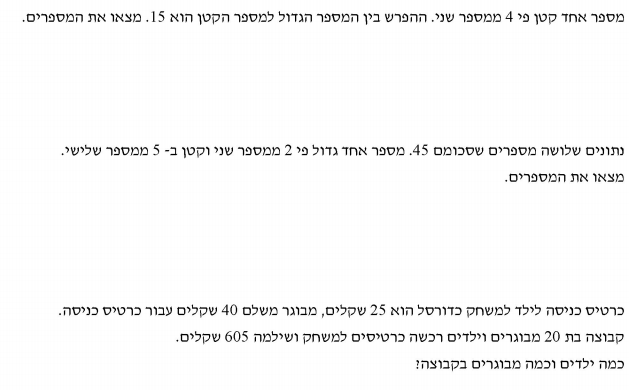 מספר אחד קטן פי 4 ממספר שני. ההפרש בין המספר הגדול למספר הקטן הוא 15. מצאו את המספרים.
נתונים שלושה מספרים שסכומם 45. מספר אחד גדול פי 2 ממספר שני וקטן ב- 5 ממספר שלישי.
מצאו את המספרים.
כרטיס כניסה לילד למשחק כדורסל הוא 25 שקלים, מבוגר משלם 40 שקלים עבור כרטיס כניסה.
קבוצה בת 20 מבוגרים וילדים רכשה כרטיסים למשחק ושילמה 605 שקלים.
כמה ילדים וכמה מבוגרים בקבוצה?